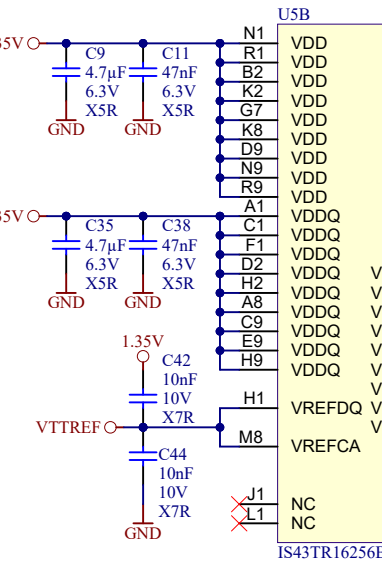 U5B
35V
C9
4.7µF
6.3V
X5R
GND
C11
47nF
6.3V
X5R
GND
N1 VDD
R1 VDD
B2 VDD
K2 VDD
G7 VDD
K8 VDD
D9 VDD
N9 VDD
R9 VDD
35V
C35
4.7µF
6.3V
X5R
GND
C38
47nF
6.3V
X5R
GND
A1 VDDQ
C1 VDDQ
F1 VDDQ
D2 VDDQ V
H2 VDDQ V
A8 VDDQ V
C9 VDDQ V
E9 VDDQ V
H9 VDDQ V
V
1.35V
C42
10nF
10V
X7R
VTTREF
H1 VREFDQ V
V
M8 VREFCA
C44
10nF
10V
X7R
GND
J1 NC
L1 NC
IS43TR16256B